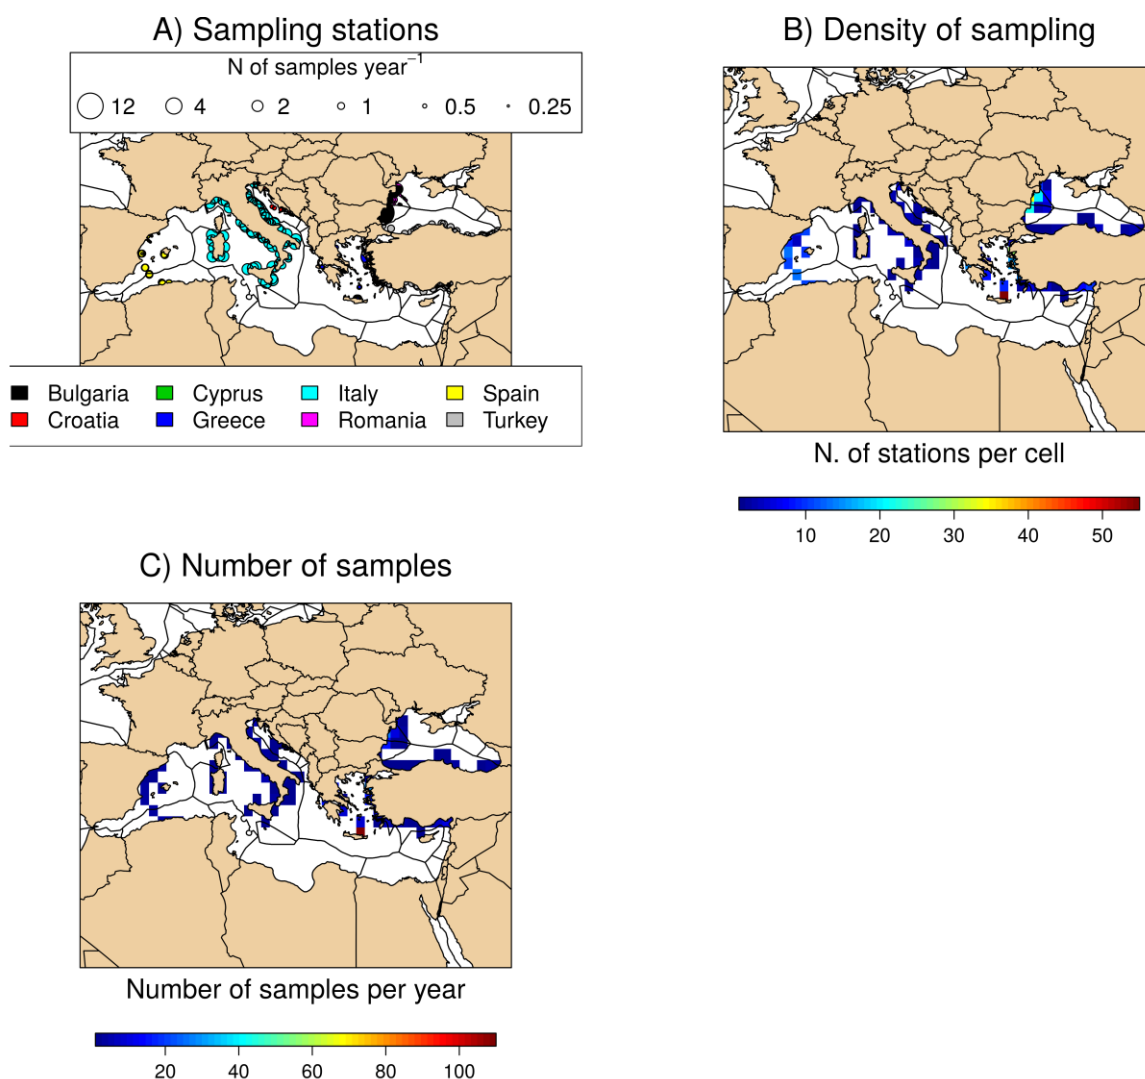 A) Sampling stations
N of samples year⁻¹
12 4 2 1 0.5 0.25
Bulgaria Cyprus Italy Spain
Croatia Greece Romania Turkey
B) Density of sampling
N. of stations per cell
10 20 30 40 50
C) Number of samples
Number of samples per year
20 40 60 80 100